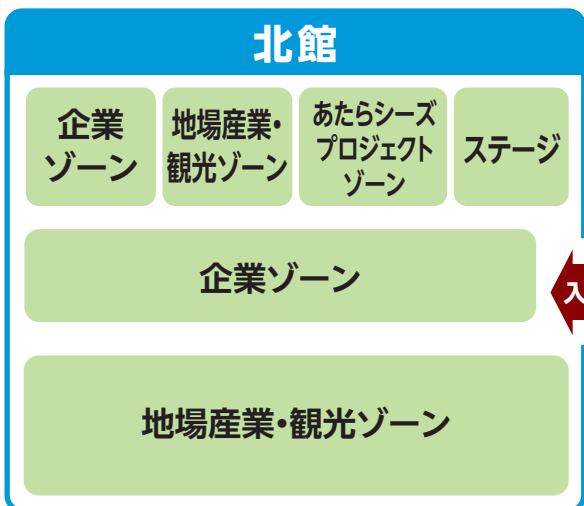 北館
企業
ゾーン
地場産業・
観光ゾーン
あたらシーズ
プロジェクト
ゾーン
ステージ
企業ゾーン
入
地場産業・観光ゾーン